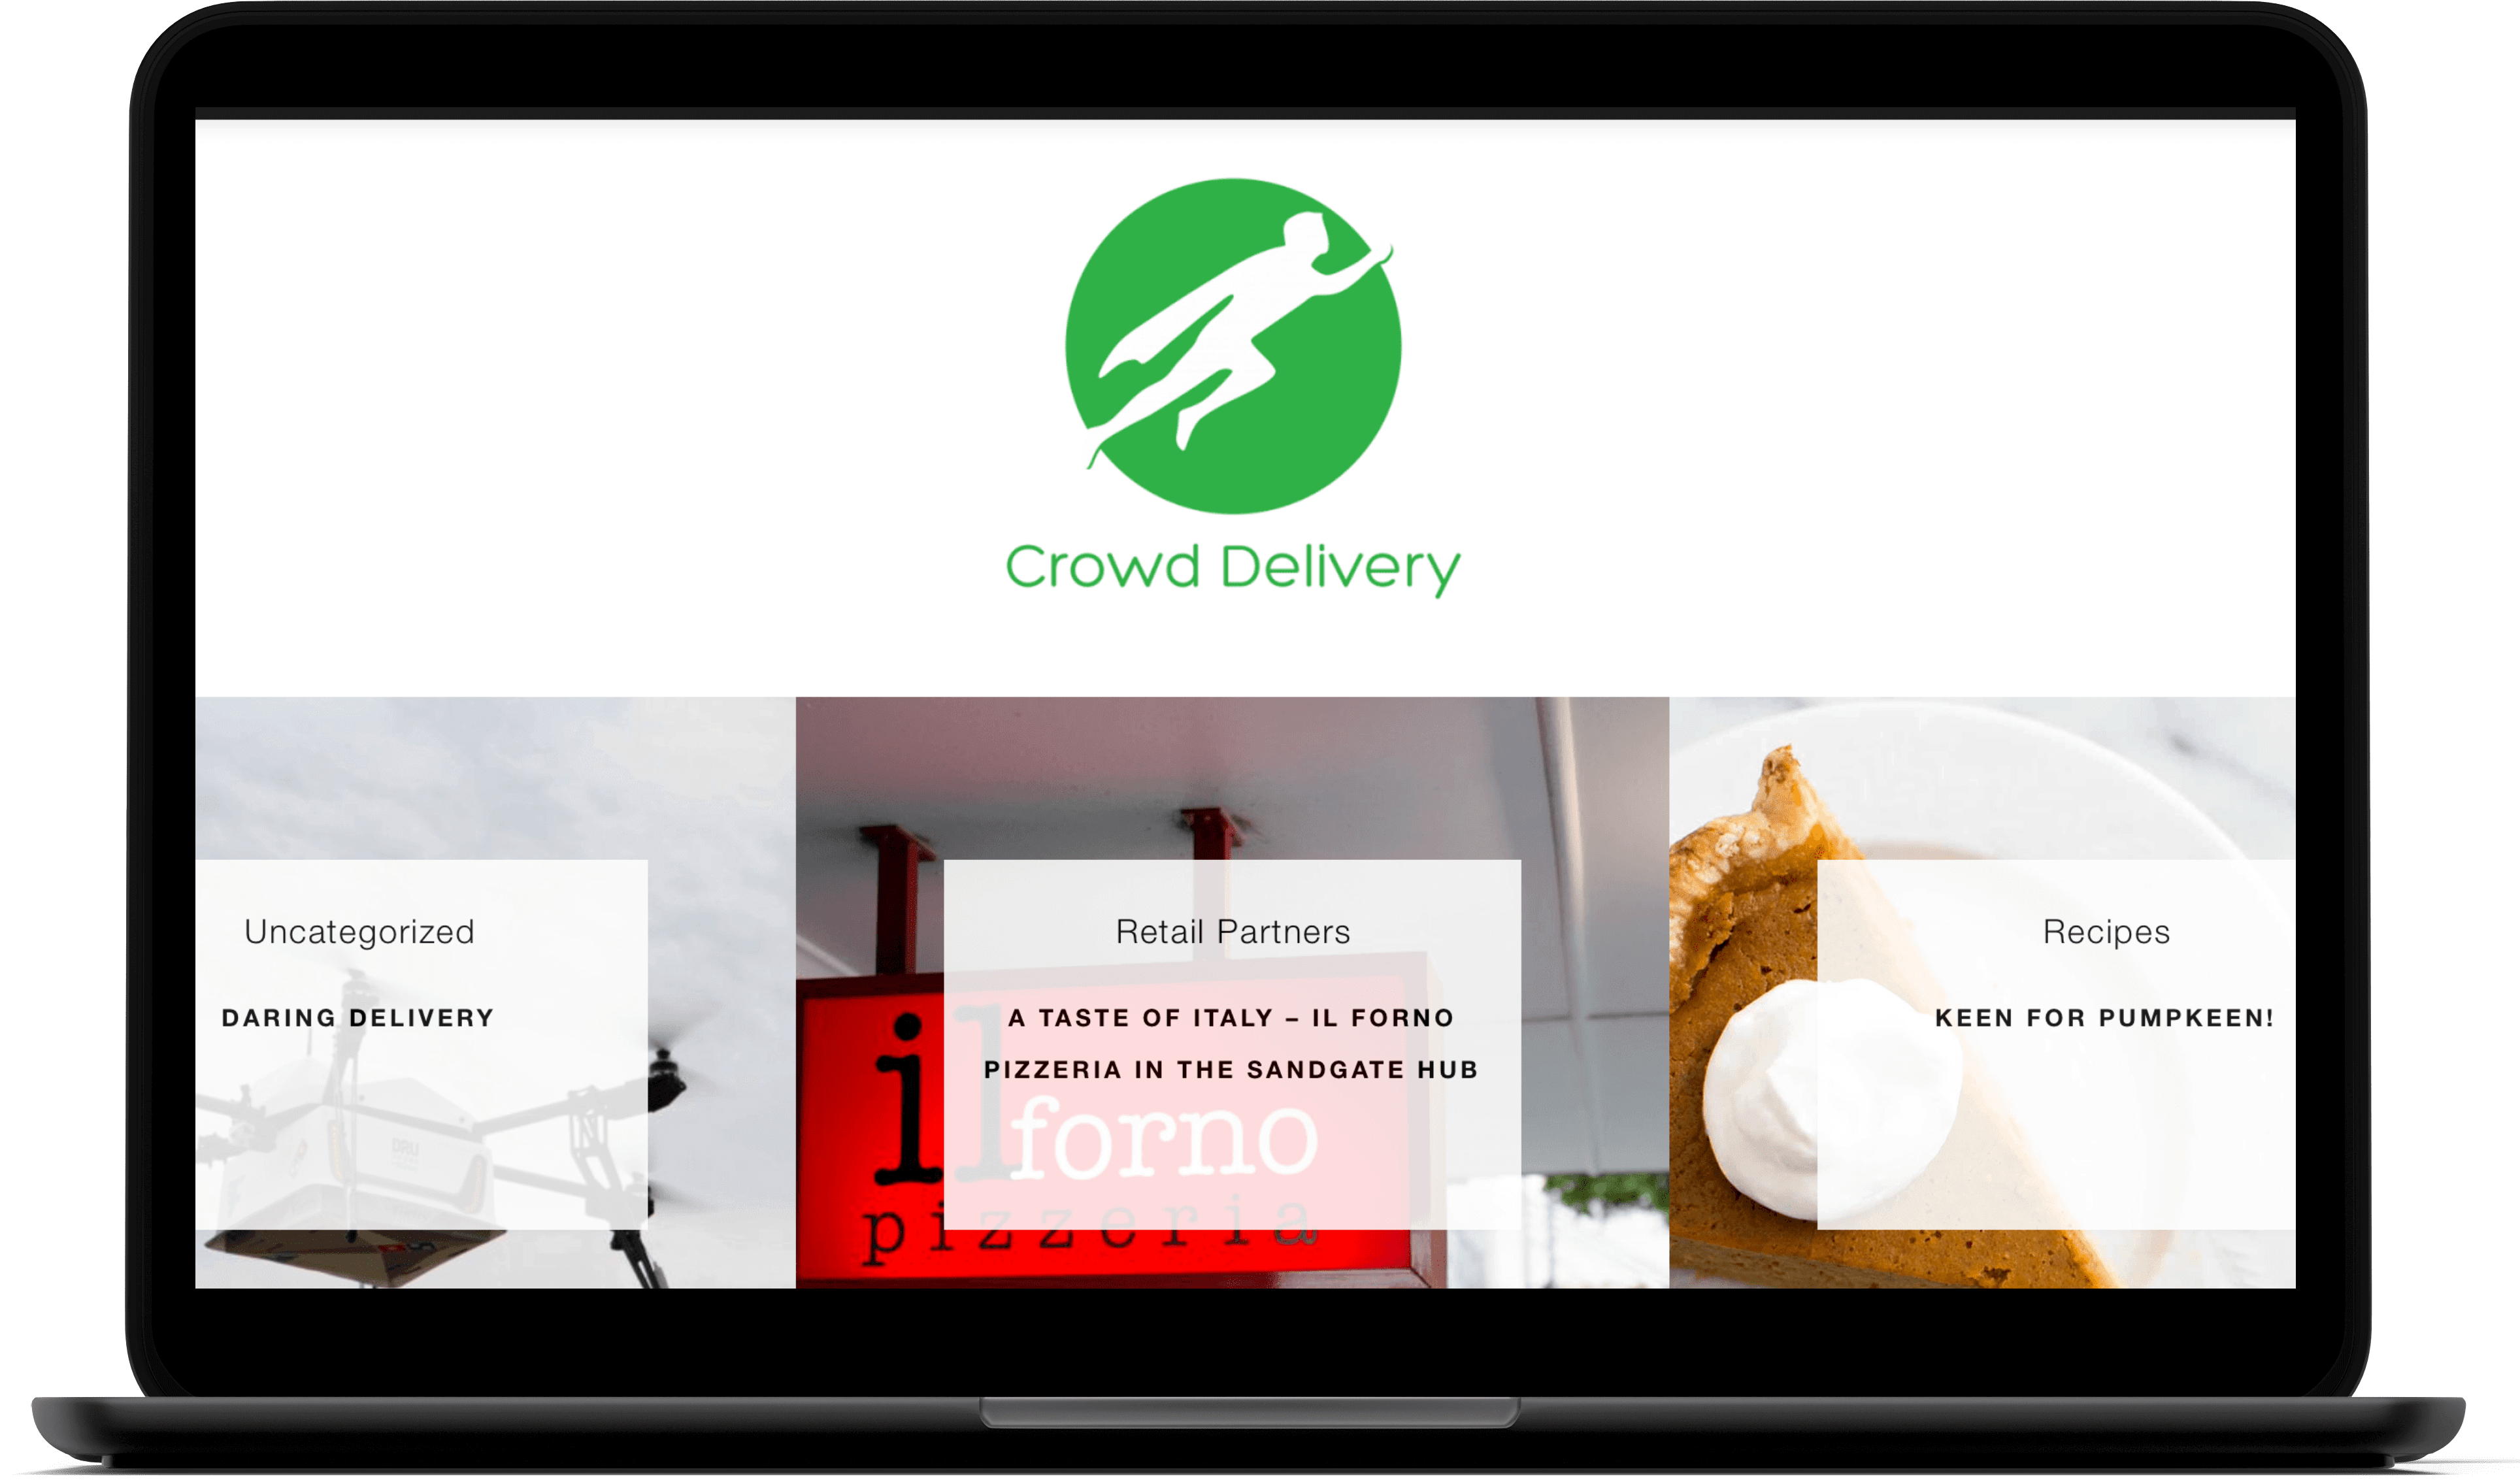 Crowd Delivery
Uncategorized
DARING DELIVERY
DRU
Retail Partners
A TASTE OF ITALY – IL FORNO
PIZZERIA IN THE SANDGATE HUB
il forno
pizzeria
Recipes
KEEN FOR PUMPKEEN!